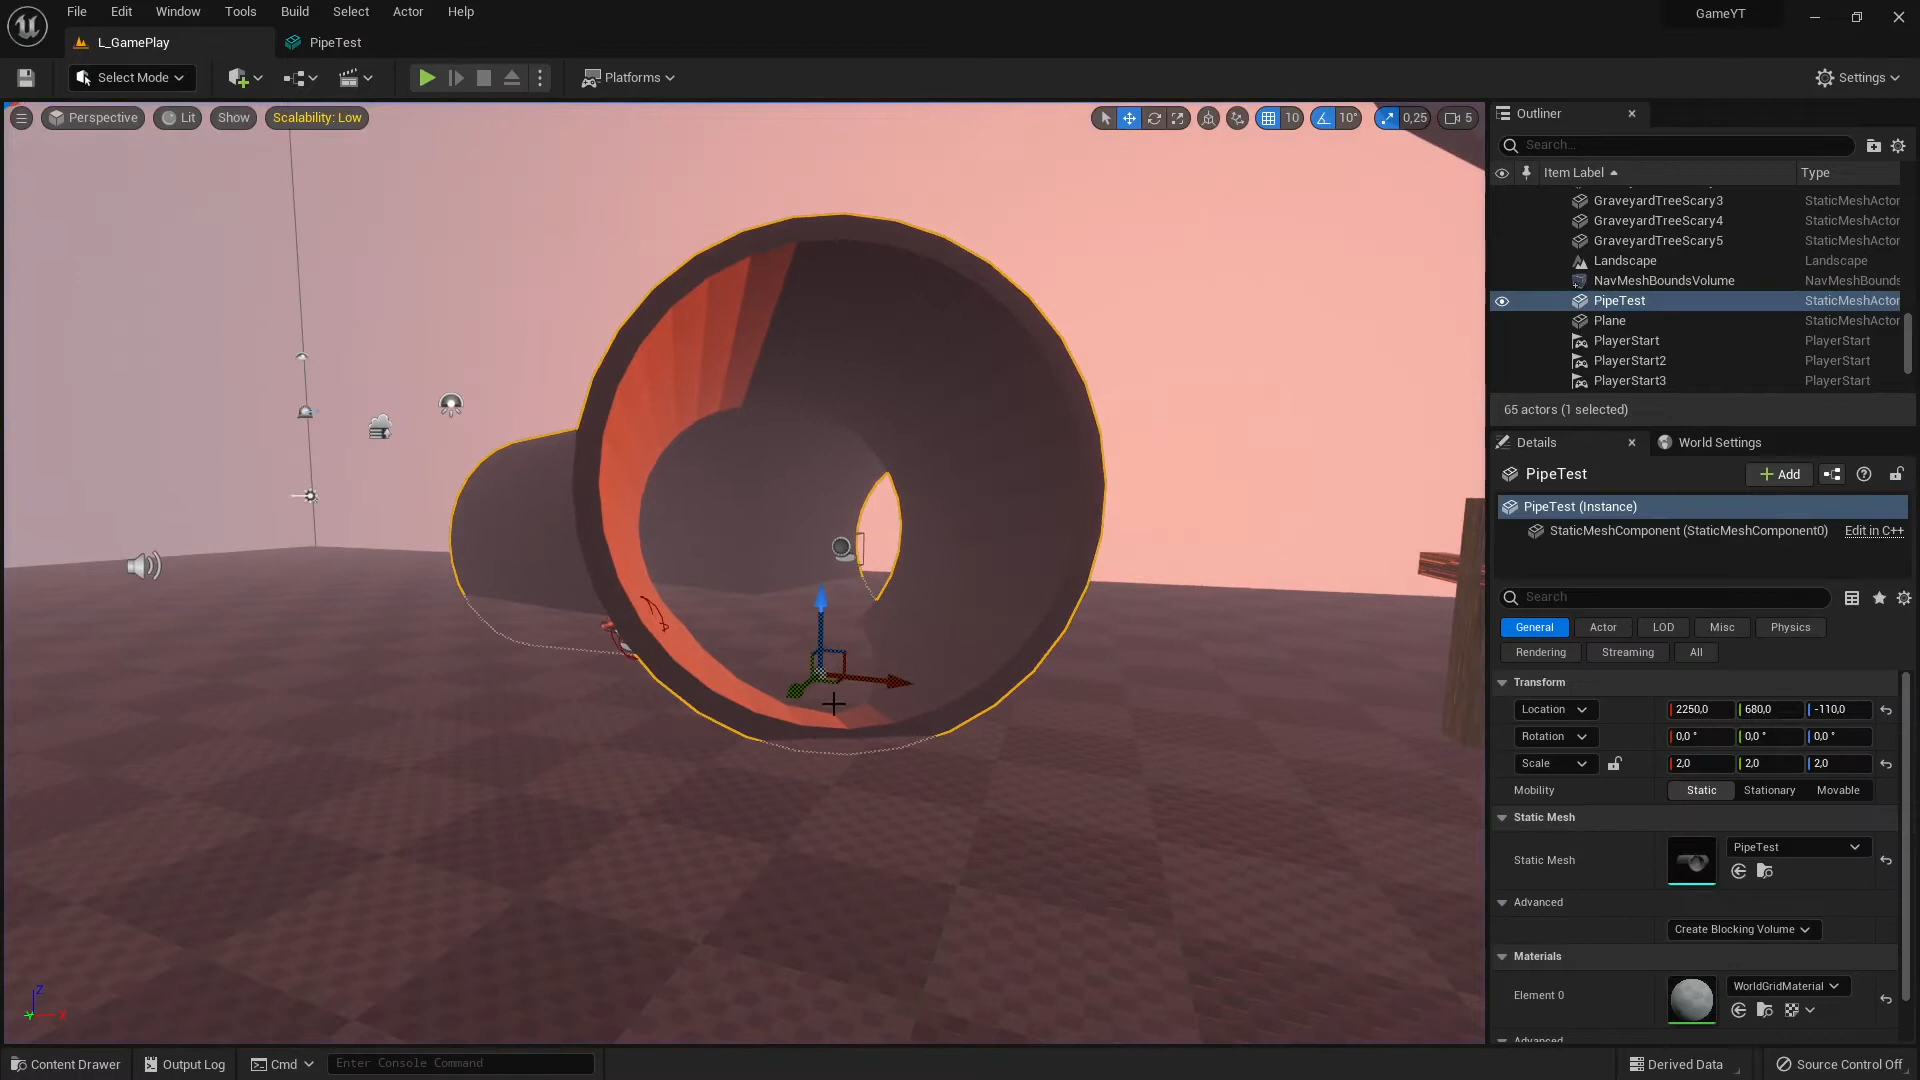 File Edit Window Tools Build Select Actor Help
GameYT
L_GamePlay
PipeTest
Select Mode
Platforms
Settings
Perspective
Lit
Show
Scalability: Low
10
10°
0,25
5
Outliner
Search...
Item Label
Type
GraveyardTreeScary3 StaticMeshActor
GraveyardTreeScary4 StaticMeshActor
GraveyardTreeScary5 StaticMeshActor
Landscape Landscape
NavMeshBoundsVolume NavMeshBounds
PipeTest StaticMeshActor
Plane StaticMeshActor
PlayerStart PlayerStart
PlayerStart2 PlayerStart
PlayerStart3 PlayerStart
65 actors (1 selected)
Details
World Settings
PipeTest
Add
PipeTest (Instance)
StaticMeshComponent (StaticMeshComponent0) Edit in C++
Search
General Actor LOD Misc Physics
Rendering Streaming All
Transform
Location 2250,0 680,0 -110,0
Rotation 0,0 ° 0,0 ° 0,0 °
Scale 2,0 2,0 2,0
Mobility Static Stationary Movable
Static Mesh
Static Mesh PipeTest
Advanced
Create Blocking Volume
Materials
Element 0 WorldGridMaterial
Advanced
Z
Y
X
Content Drawer
Output Log
Cmd
Enter Console Command
Derived Data
Source Control Off